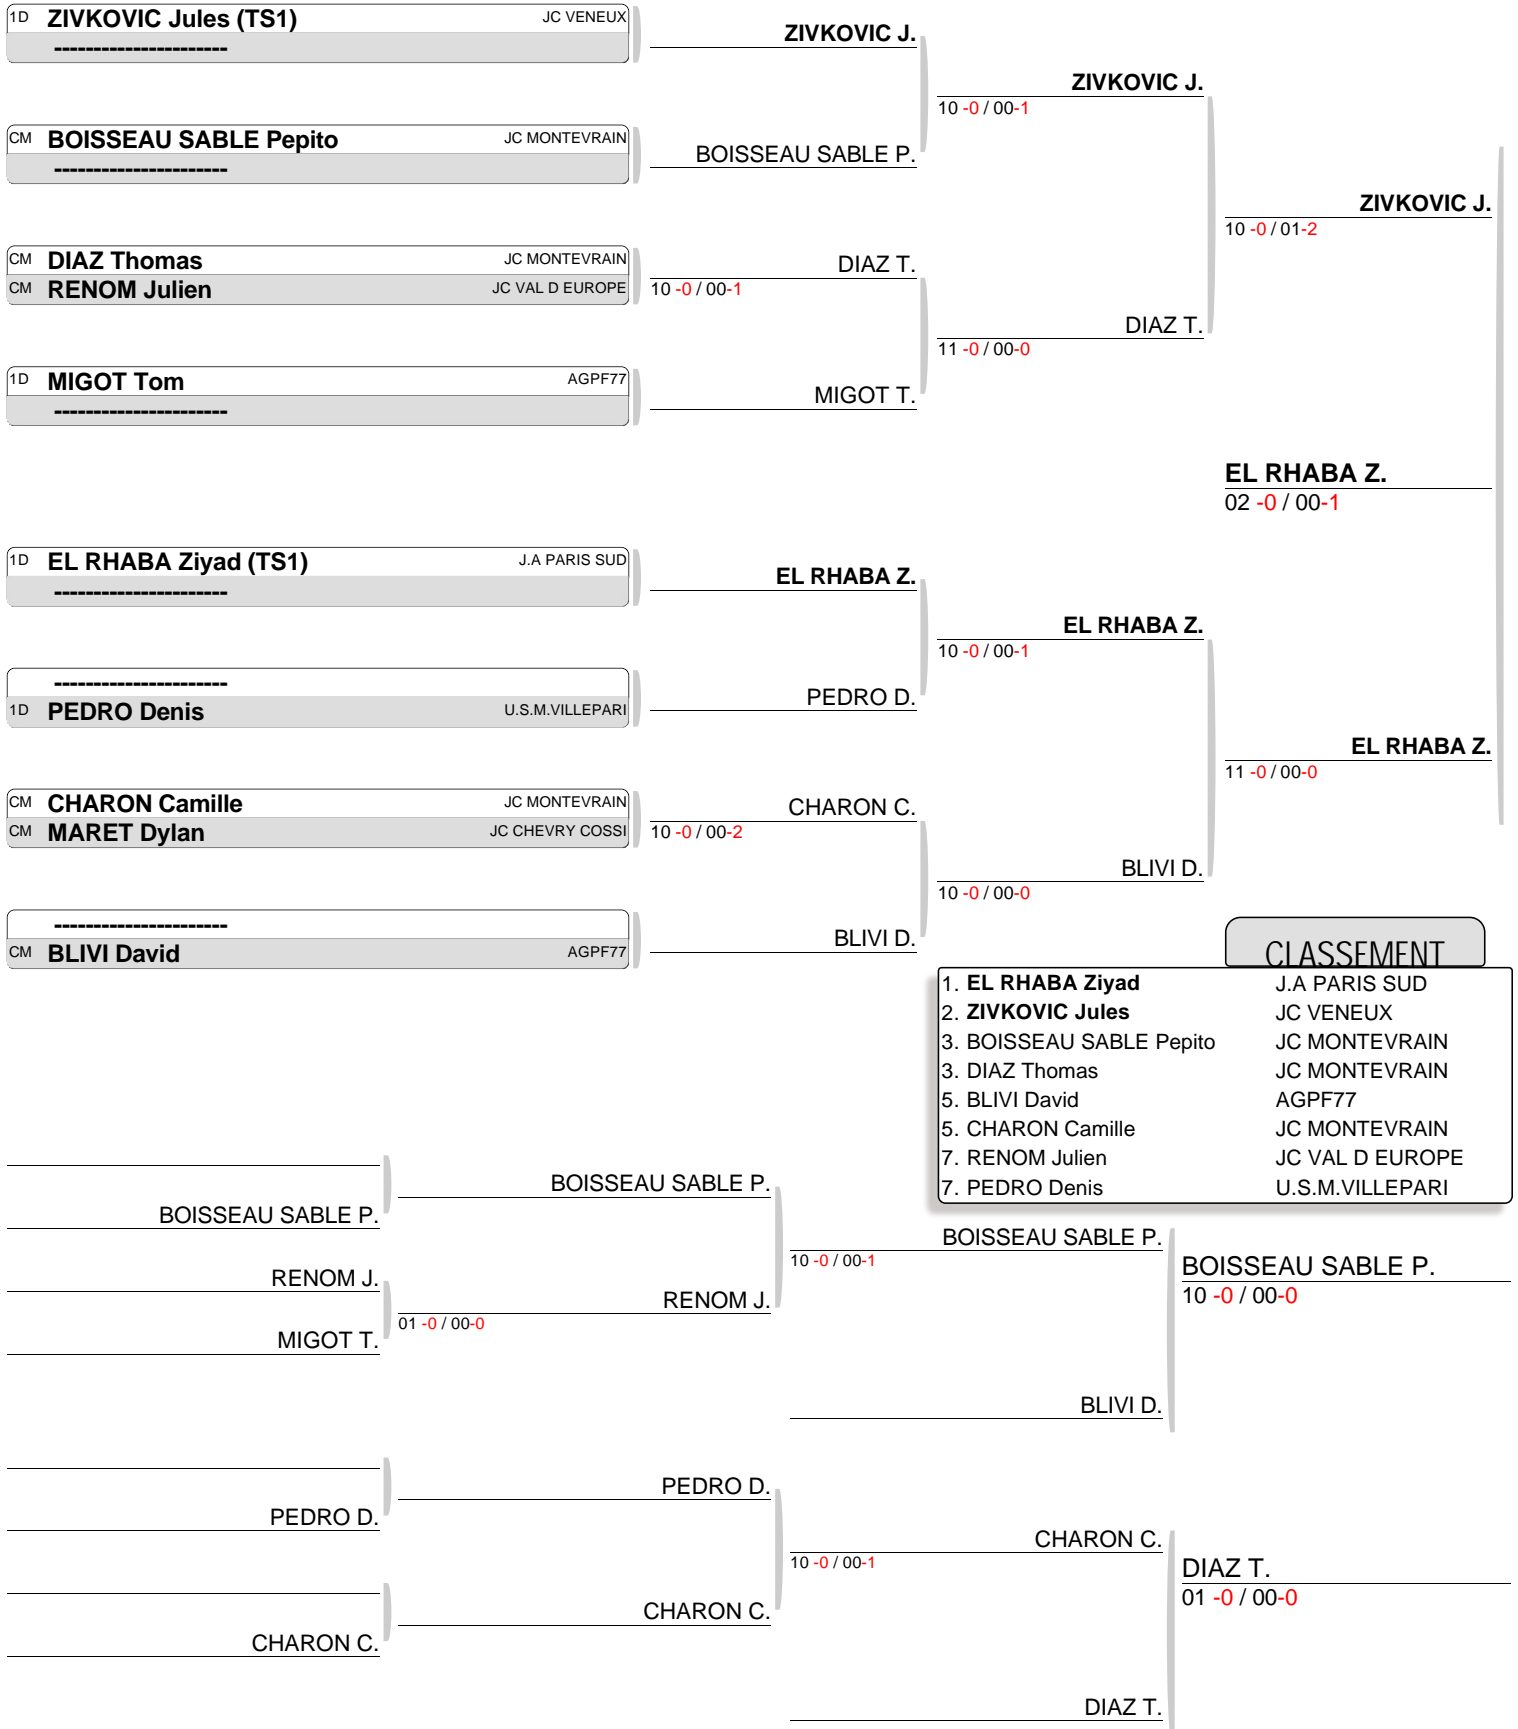 1D ZIVKOVIC Jules (TS1) JC VENEUX
----------------------
ZIVKOVIC J.
ZIVKOVIC J.
10 -0 / 00-1
CM BOISSEAU SABLE Pepito JC MONTEVRAIN
----------------------
BOISSEAU SABLE P.
ZIVKOVIC J.
10 -0 / 01-2
CM DIAZ Thomas JC MONTEVRAIN
CM RENOM Julien JC VAL D EUROPE
DIAZ T.
10 -0 / 00-1
DIAZ T.
11 -0 / 00-0
1D MIGOT Tom AGPF77
----------------------
MIGOT T.
EL RHABA Z.
02 -0 / 00-1
1D EL RHABA Ziyad (TS1) J.A PARIS SUD
----------------------
EL RHABA Z.
EL RHABA Z.
10 -0 / 00-1
----------------------
1D PEDRO Denis U.S.M.VILLEPARI
PEDRO D.
EL RHABA Z.
11 -0 / 00-0
CM CHARON Camille JC MONTEVRAIN
CM MARET Dylan JC CHEVRY COSSI
CHARON C.
10 -0 / 00-2
BLIVI D.
10 -0 / 00-0
----------------------
CM BLIVI David AGPF77
BLIVI D.
CLASSEMENT
1. EL RHABA Ziyad J.A PARIS SUD
2. ZIVKOVIC Jules JC VENEUX
3. BOISSEAU SABLE Pepito JC MONTEVRAIN
3. DIAZ Thomas JC MONTEVRAIN
5. BLIVI David AGPF77
5. CHARON Camille JC MONTEVRAIN
7. RENOM Julien JC VAL D EUROPE
7. PEDRO Denis U.S.M.VILLEPARI
BOISSEAU SABLE P.
BOISSEAU SABLE P.
BOISSEAU SABLE P.
10 -0 / 00-1
BOISSEAU SABLE P.
10 -0 / 00-0
RENOM J.
RENOM J.
01 -0 / 00-0
MIGOT T.
BLIVI D.
PEDRO D.
PEDRO D.
CHARON C.
10 -0 / 00-1
DIAZ T.
01 -0 / 00-0
CHARON C.
CHARON C.
DIAZ T.